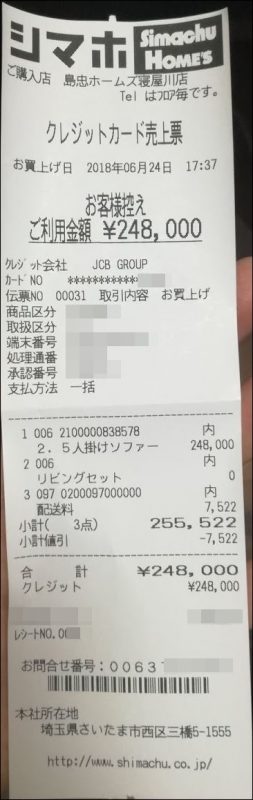 シマホ
Simachu HOME'S
ご購入店 島忠ホームズ寝屋川店
Tel はﾌﾛｱ毎です。
クレジットカード売上票
お買上げ日 2018年06月24日 17:37
お客様控え
ご利用金額 ¥248,000
ｸﾚｼﾞｯﾄ会社 JCB GROUP
ｶｰﾄﾞNO ************
伝票NO 00031 取引内容 お買上げ
商品区分
取扱区分
端末番号
処理通番
承認番号
支払方法 一括
1 006 2100000838578 内
2.5人掛けソファー 248,000
2 006 内
リビングセット 0
3 097 0200097000000 内
配送料 7,522
小計( 3点) 255,522
小計値引 -7,522
合 計 ¥248,000
クレジット ¥248,000
ﾚｼｰﾄNO.00
お問合せ番号:00637
本社所在地
埼玉県さいたま市西区三橋5-1555
http://www.shimachu.co.jp/